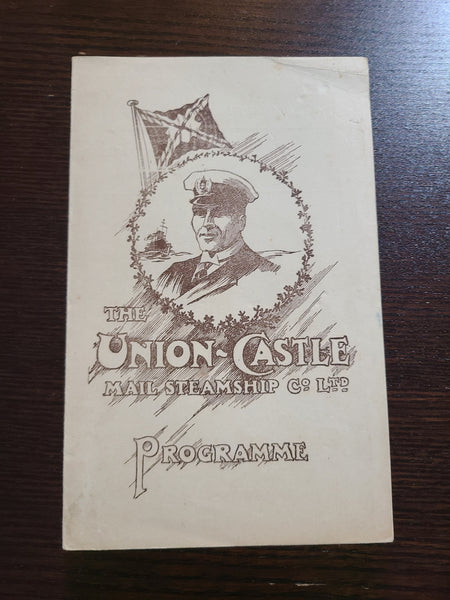 THE
UNION-CASTLE
MAIL STEAMSHIP Co LTD
PROGRAMME